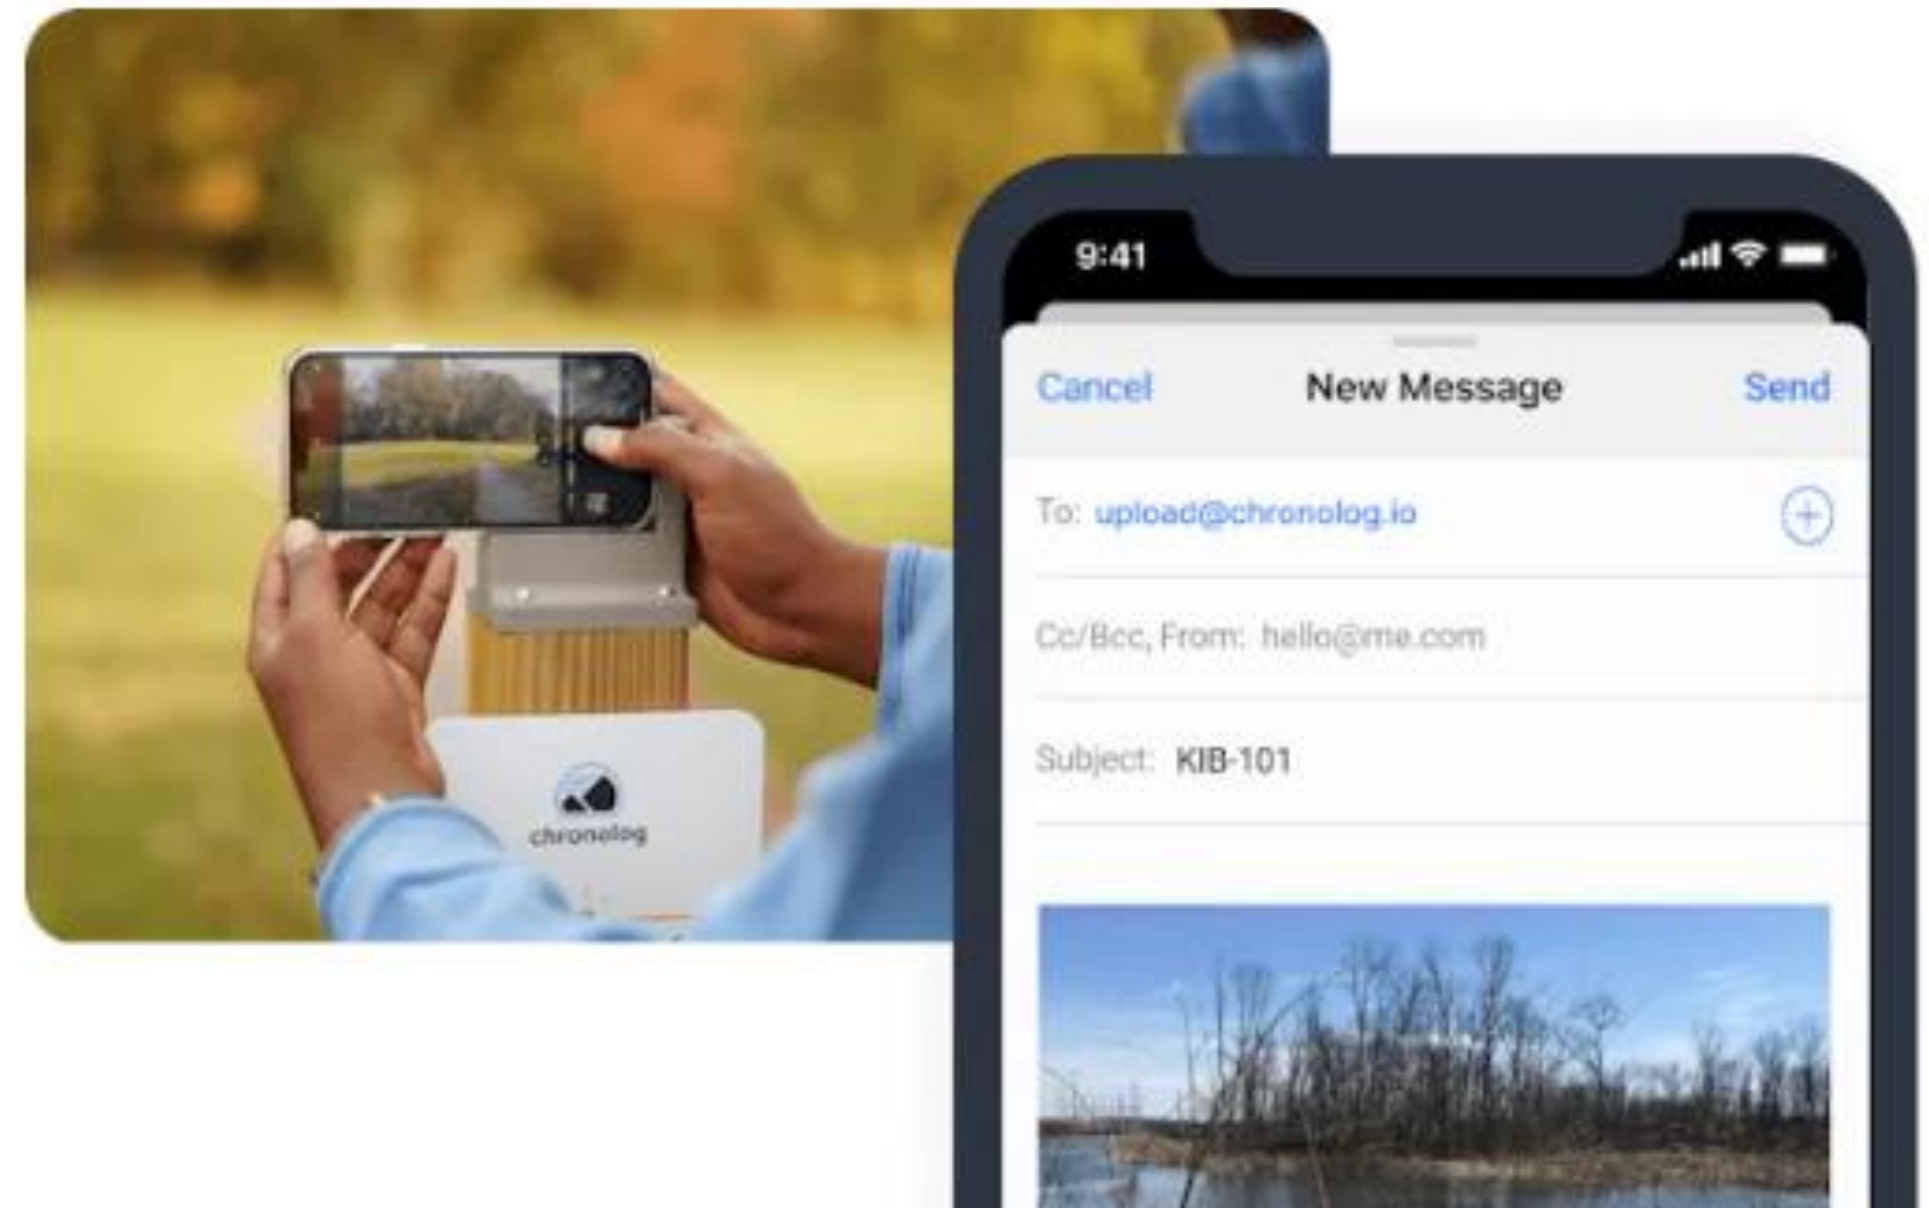 chronolog
9:41
Cancel New Message Send
To: upload@chronolog.io
Cc/Bcc, From: hello@me.com
Subject: KIB-101